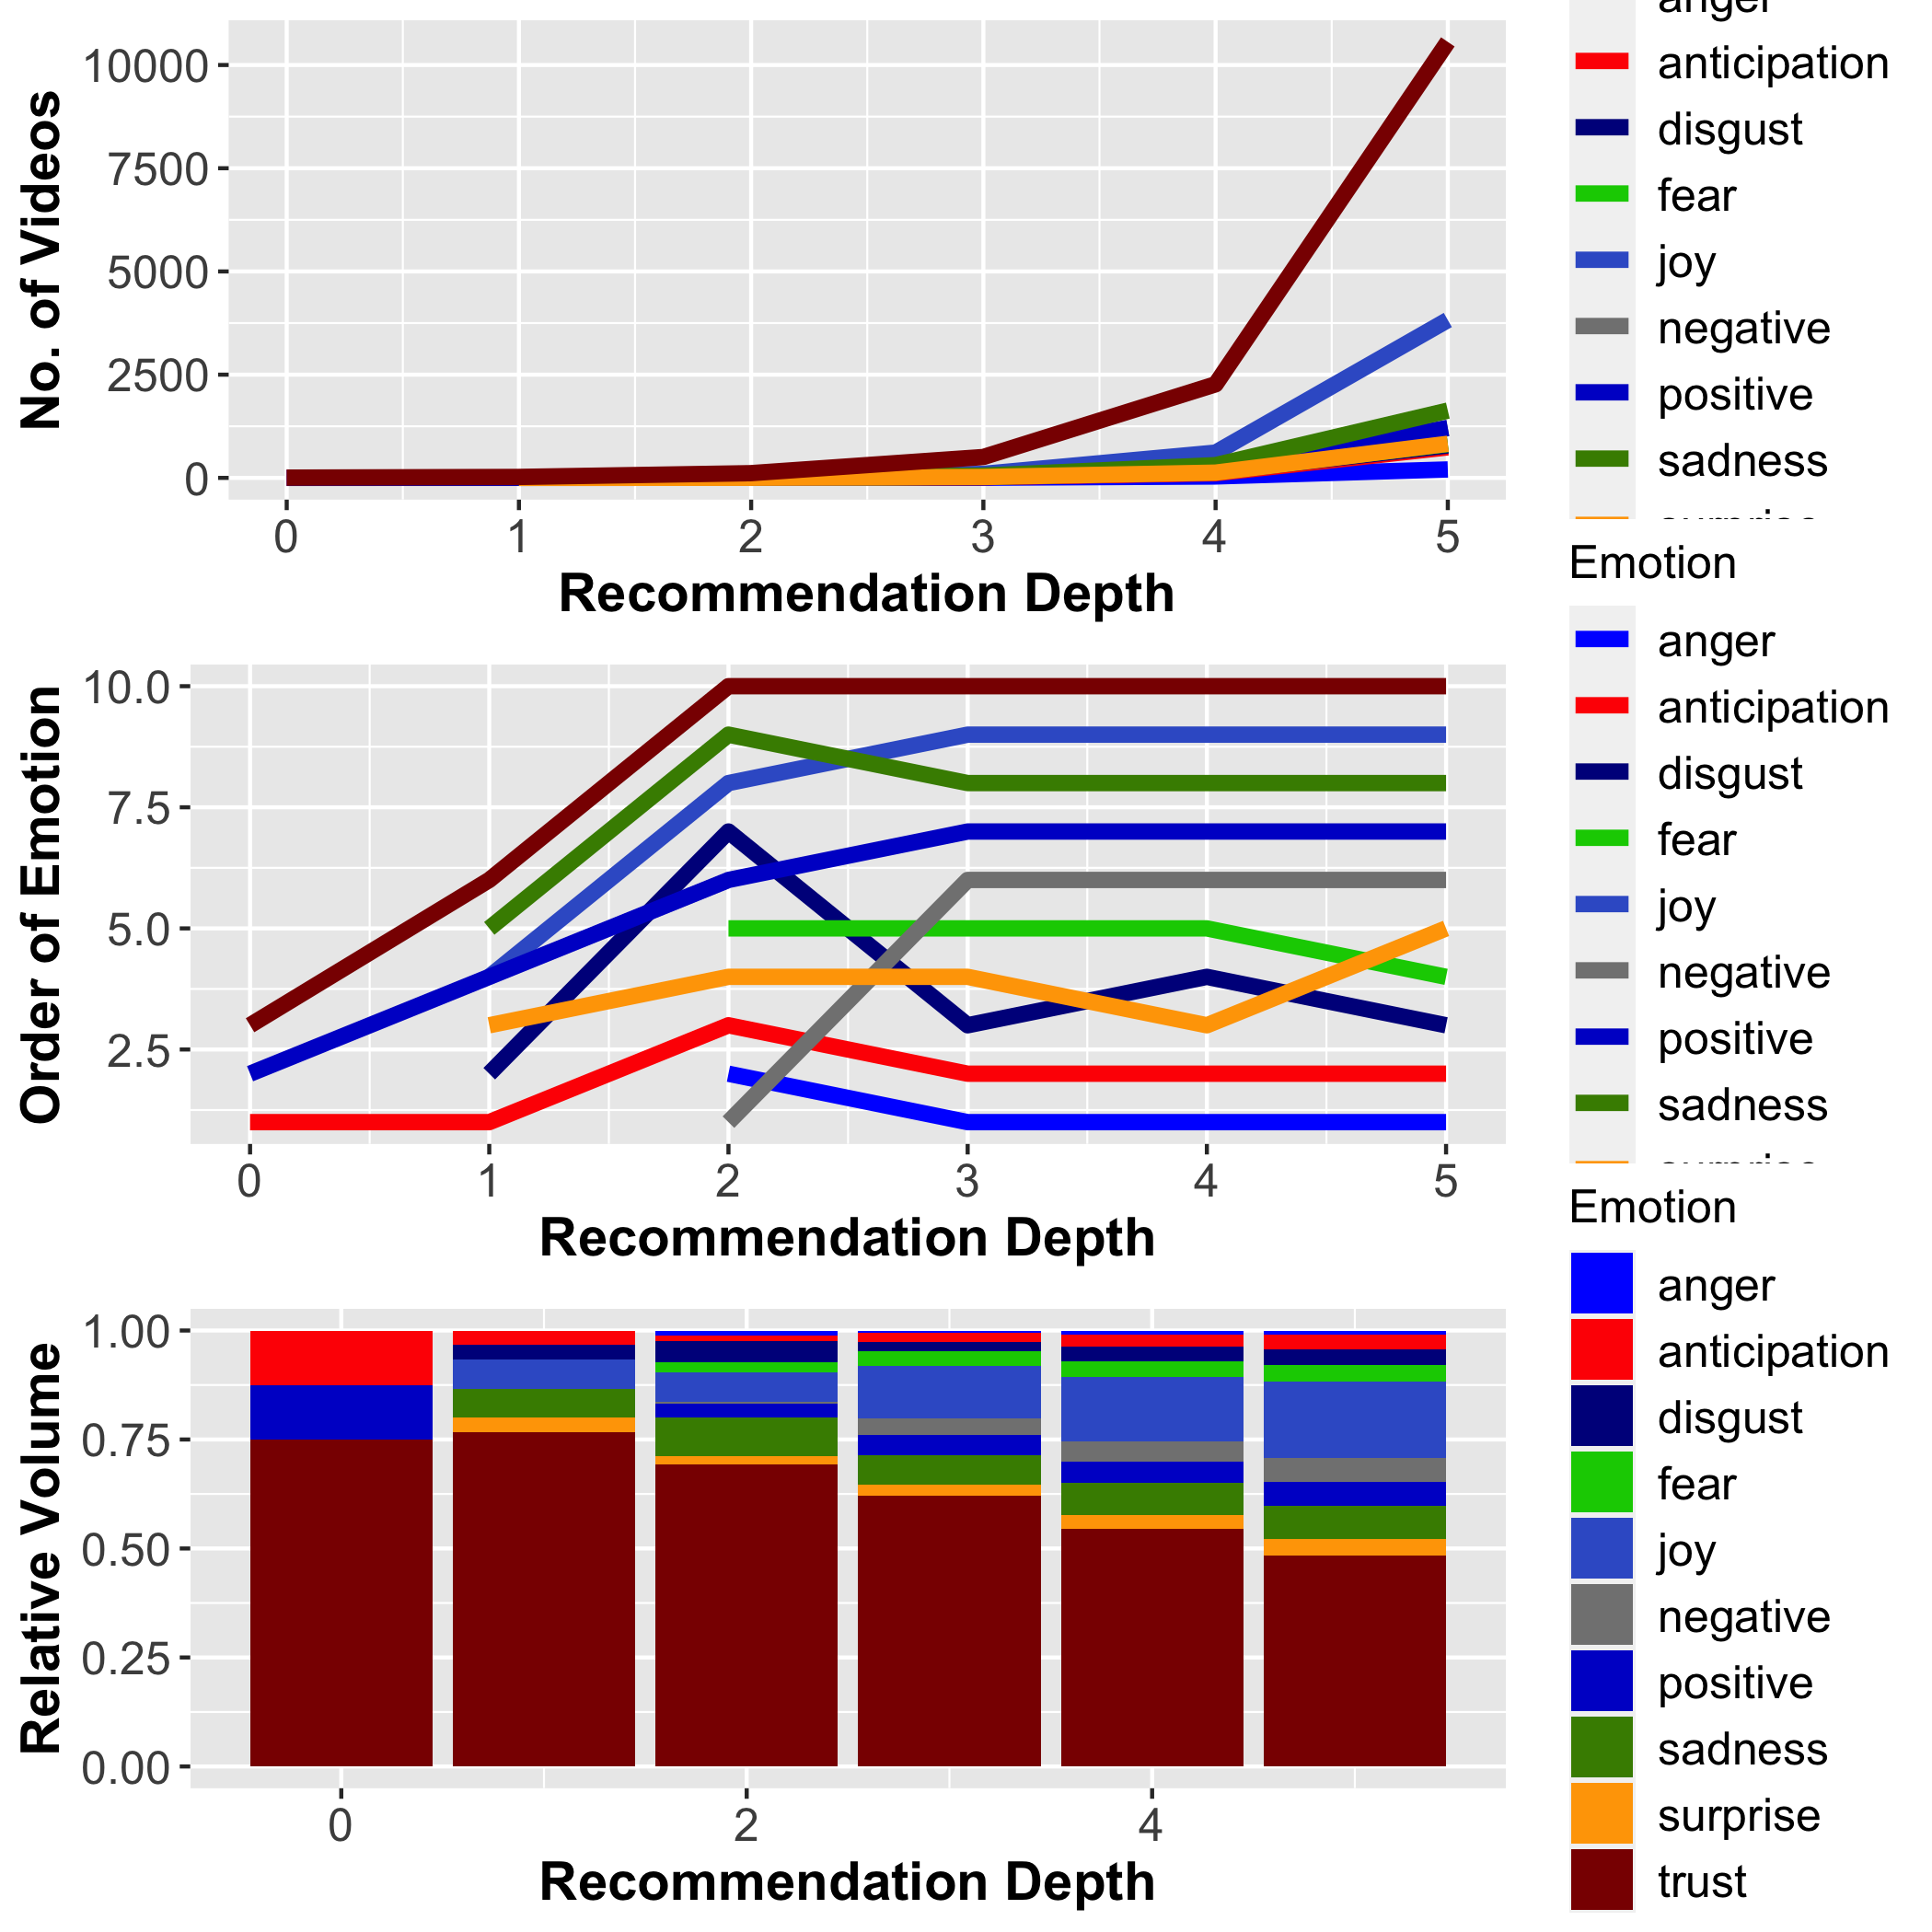 anger
10000
anticipation
disgust
7500
fear
No. of Videos
5000
joy
negative
2500
positive
0
sadness
0 1 2 3 4 5
Recommendation Depth
Emotion
anger
10.0
anticipation
disgust
7.5
fear
Order of Emotion
5.0
joy
negative
2.5
positive
sadness
0 1 2 3 4 5
Recommendation Depth
Emotion
anger
1.00
anticipation
disgust
0.75
fear
Relative Volume
0.50
joy
negative
0.25
positive
sadness
0.00
surprise
0 2 4
trust
Recommendation Depth